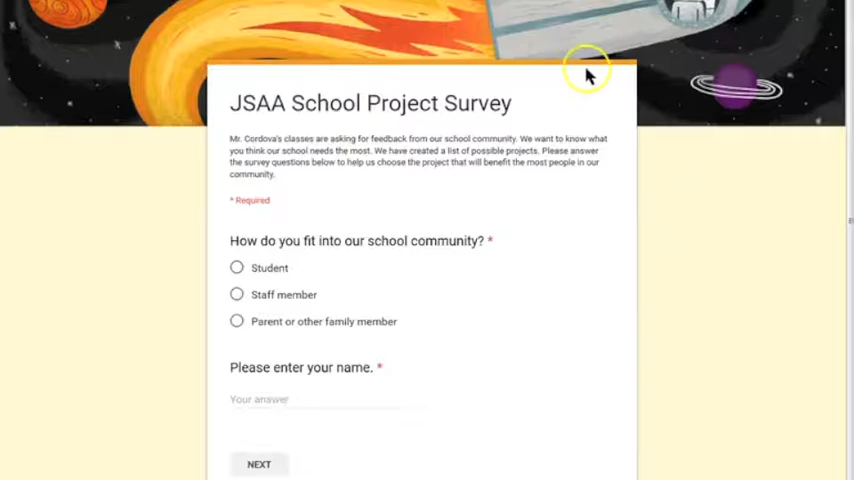 JSAA School Project Survey
Mr. Cordova's classes are asking for feedback from our school community. We want to know what
you think our school needs the most. We have created a list of possible projects. Please answer
the survey questions below to help us choose the project that will benefit the most people in our
community.
* Required
How do you fit into our school community? *
Student
Staff member
Parent or other family member
Please enter your name. *
Your answer
NEXT